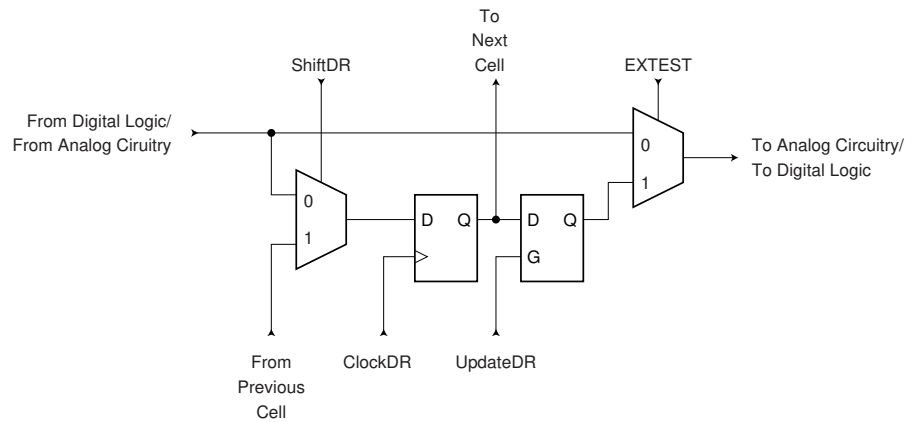 To
Next
Cell
ShiftDR
EXTEST
From Digital Logic/
From Analog Ciruitry
0
To Analog Circuitry/
To Digital Logic
1
0
D Q
D Q
1
G
From
Previous
Cell
ClockDR
UpdateDR